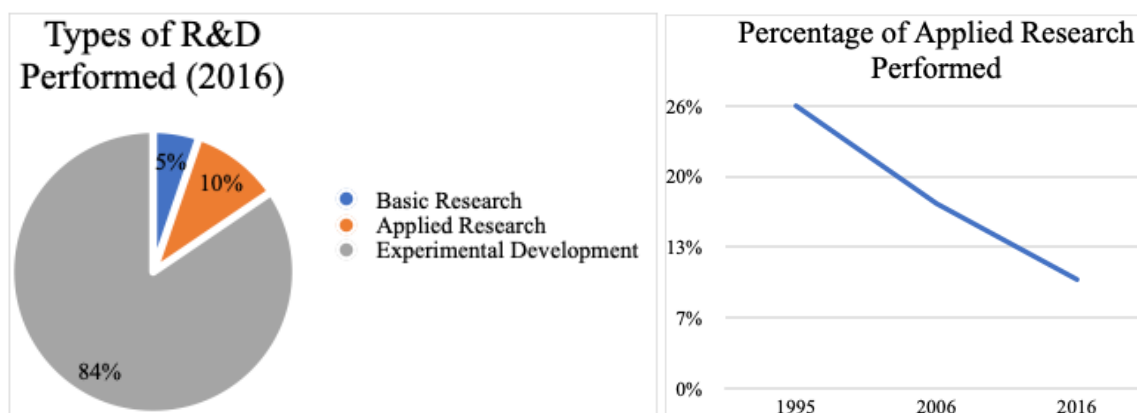 Types of R&D
Performed (2016)
5%
10%
84%
Basic Research
Applied Research
Experimental Development
Percentage of Applied Research
Performed
26%
20%
13%
7%
0%
1995
2006
2016